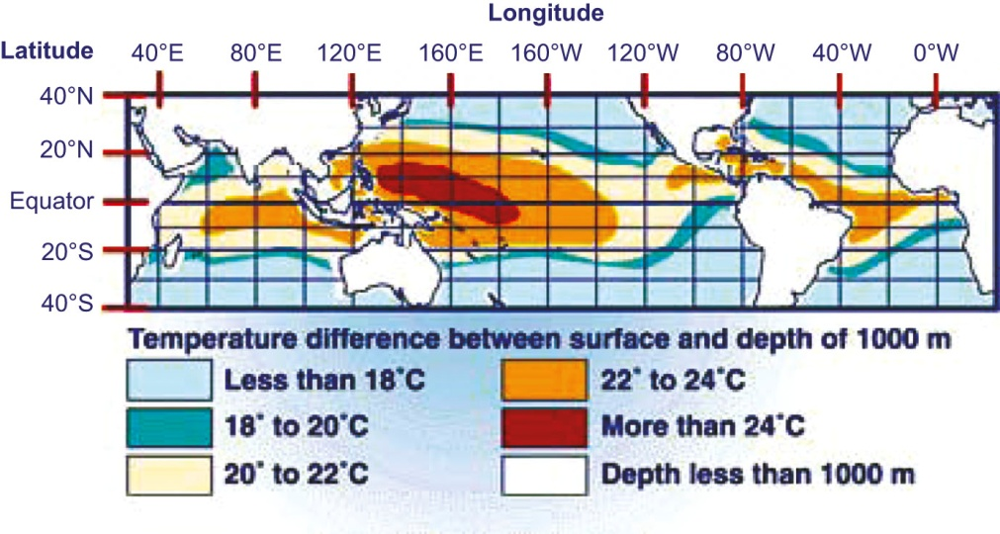 Longitude
Latitude 40°E 80°E 120°E 160°E 160°W 120°W 80°W 40°W 0°W
40°N
20°N
Equator
20°S
40°S
Temperature difference between surface and depth of 1000 m
Less than 18°C 22° to 24°C
18° to 20°C More than 24°C
20° to 22°C Depth less than 1000 m